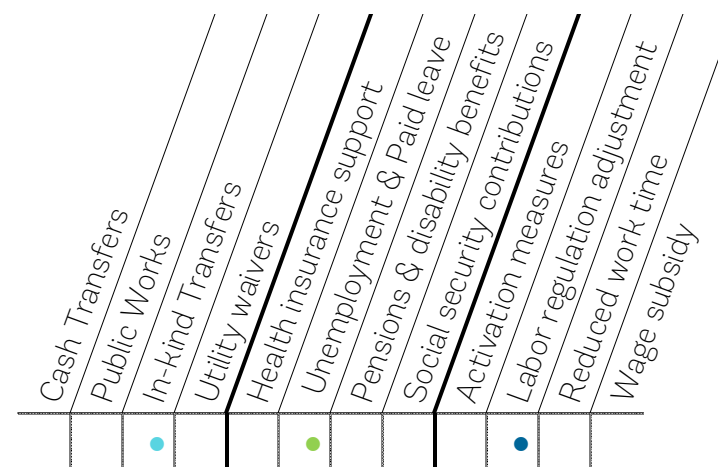 Cash Transfers
Public Works
In-kind Transfers
Utility waivers
Health insurance support
Unemployment & Paid leave
Pensions & disability benefits
Social security contributions
Activation measures
Labor regulation adjustment
Reduced work time
Wage subsidy